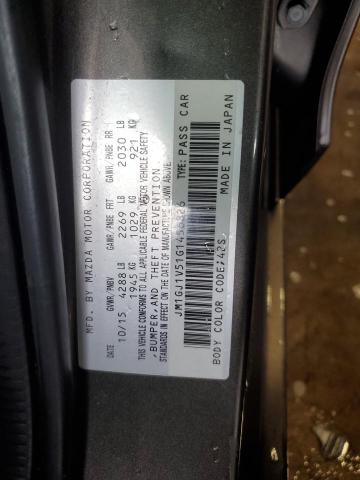 MFD. BY MAZDA MOTOR CORPORATION
DATE GVWR/PNBV GAWR/PNBE FRT GAWR/PNBE RR
10/15 4288 LB 2269 LB 2030 LB
1945 KG 1029 KG 921 KG
THIS VEHICLE CONFORMS TO ALL APPLICABLE FEDERAL MOTOR VEHICLE SAFETY
, BUMPER, AND THEFT PREVENTION
STANDARDS IN EFFECT ON THE DATE OF MANUFACTURE SHOWN ABOVE.
TYPE: PASS CAR
BODY COLOR CODE: 42S
MADE IN JAPAN